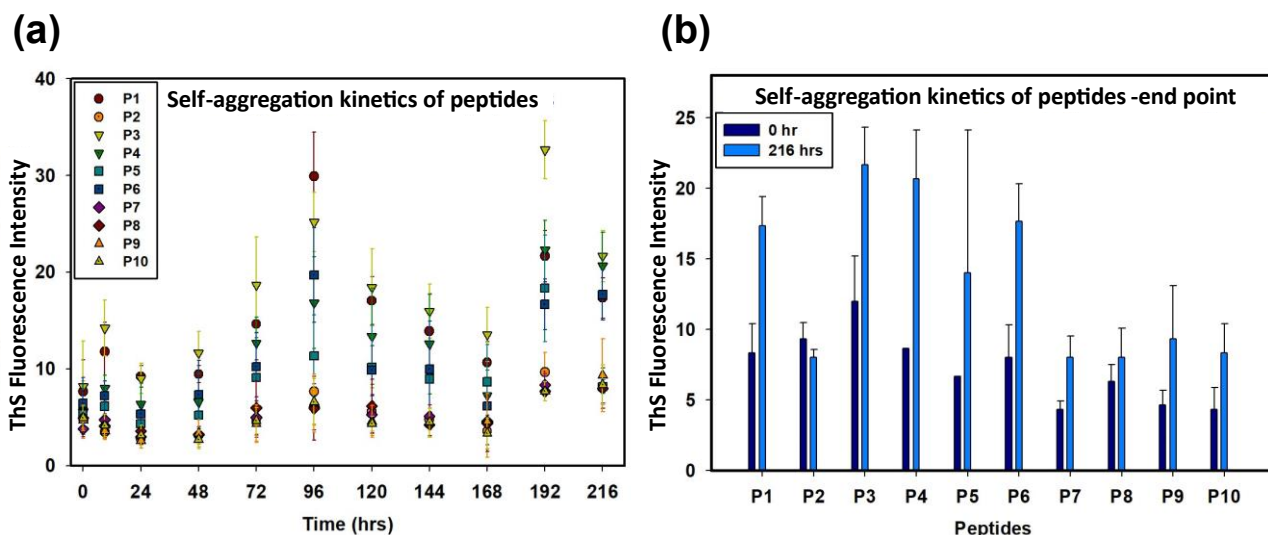 (a)
Self-aggregation kinetics of peptides
P1
P2
P3
P4
P5
P6
P7
P8
P9
P10
ThS Fluorescence Intensity
40
30
20
10
0
0 24 48 72 96 120 144 168 192 216
Time (hrs)
(b)
Self-aggregation kinetics of peptides -end point
0 hr
216 hrs
ThS Fluorescence Intensity
25
20
15
10
5
0
P1 P2 P3 P4 P5 P6 P7 P8 P9 P10
Peptides